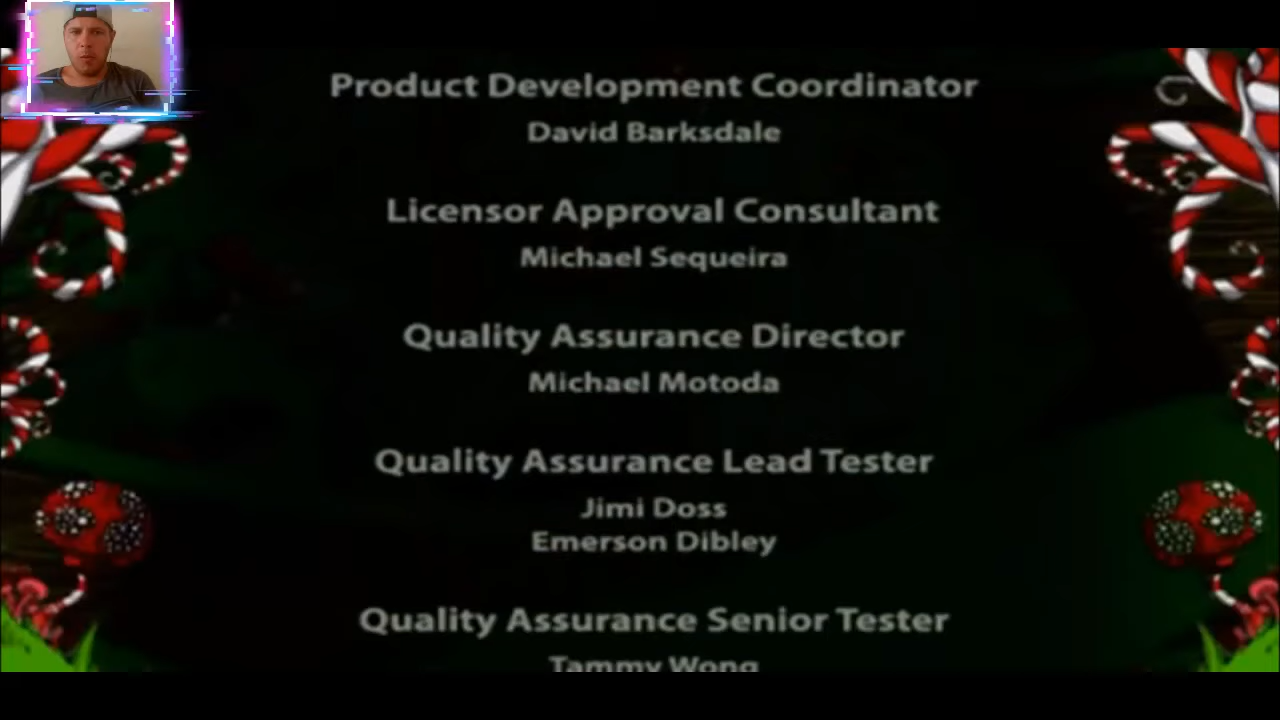 Product Development Coordinator
David Barksdale
Licensor Approval Consultant
Michael Sequeira
Quality Assurance Director
Michael Motoda
Quality Assurance Lead Tester
Jimi Doss
Emerson Dibley
Quality Assurance Senior Tester
Tammy Wong